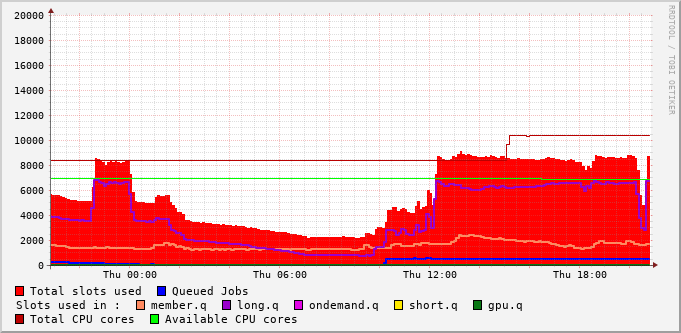 20000
18000
16000
14000
12000
10000
8000
6000
4000
2000
0
Thu 00:00 Thu 06:00 Thu 12:00 Thu 18:00
RRDTOOL / TOBI OETIKER
Total slots used Queued Jobs
Slots used in : member.q long.q ondemand.q short.q gpu.q
Total CPU cores Available CPU cores